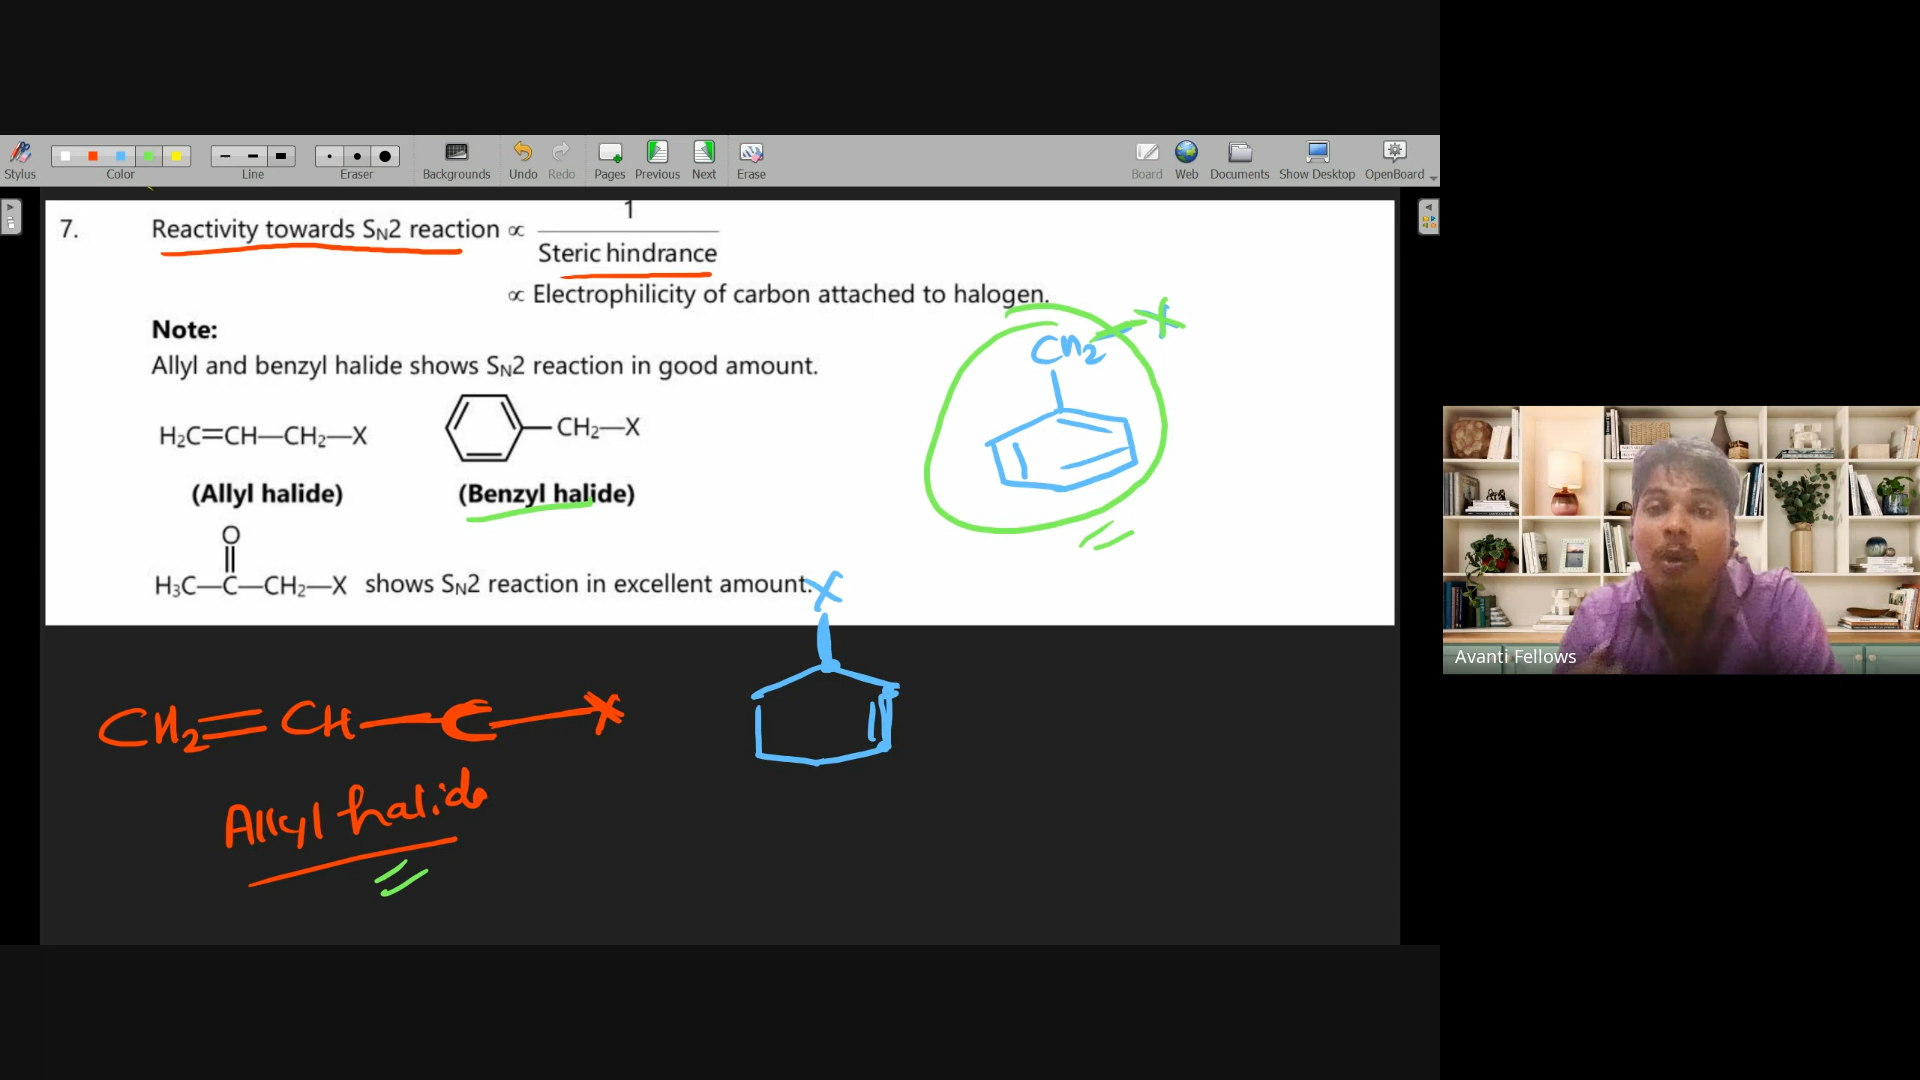 Stylus
Color
Line
Eraser
Backgrounds
Undo
Redo
Pages
Previous
Next
Erase
Board
Web
Documents
Show Desktop
OpenBoard
7.
Reactivity towards SN2 reaction ∝ 1
Steric hindrance
∝ Electrophilicity of carbon attached to halogen.
Note:
Allyl and benzyl halide shows SN2 reaction in good amount.
H₂C=CH—CH₂—X
CH₂—X
(Allyl halide)
(Benzyl halide)
O
H₃C—C—CH₂—X shows SN2 reaction in excellent amount.
CH₂—X
X
CH₂=CH—C—X
Allyl halide
Avanti Fellows